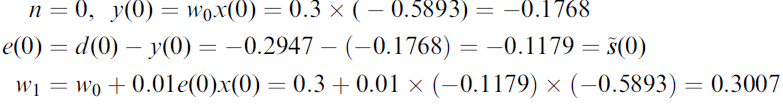 n = 0, y(0) = w₀x(0) = 0.3 × ( − 0.5893) = −0.1768
e(0) = d(0) − y(0) = −0.2947 − (−0.1768) = −0.1179 = s̃(0)
w₁ = w₀ + 0.01e(0)x(0) = 0.3 + 0.01 × (−0.1179) × (−0.5893) = 0.3007